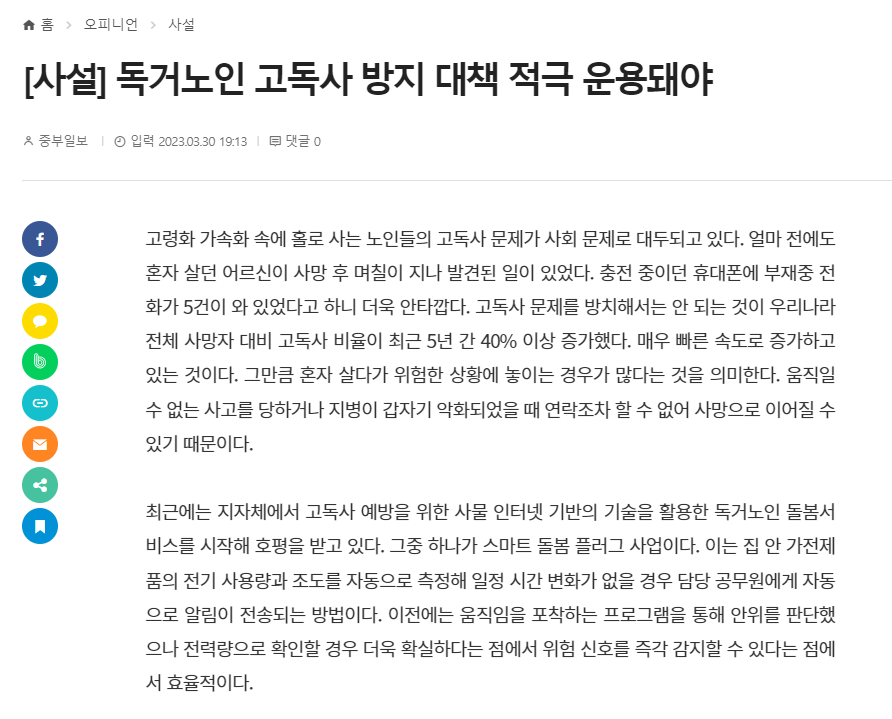 홈 > 오피니언 > 사설
[사설] 독거노인 고독사 방지 대책 적극 운용돼야
중부일보 | 입력 2023.03.30 19:13 | 댓글 0
고령화 가속화 속에 홀로 사는 노인들의 고독사 문제가 사회 문제로 대두되고 있다. 얼마 전에도
혼자 살던 어르신이 사망 후 며칠이 지나 발견된 일이 있었다. 충전 중이던 휴대폰에 부재중 전
화가 5건이 와 있었다고 하니 더욱 안타깝다. 고독사 문제를 방치해서는 안 되는 것이 우리나라
전체 사망자 대비 고독사 비율이 최근 5년 간 40% 이상 증가했다. 매우 빠른 속도로 증가하고
있는 것이다. 그만큼 혼자 살다가 위험한 상황에 놓이는 경우가 많다는 것을 의미한다. 움직일
수 없는 사고를 당하거나 지병이 갑자기 악화되었을 때 연락조차 할 수 없어 사망으로 이어질 수
있기 때문이다.
최근에는 지자체에서 고독사 예방을 위한 사물 인터넷 기반의 기술을 활용한 독거노인 돌봄서
비스를 시작해 호평을 받고 있다. 그중 하나가 스마트 돌봄 플러그 사업이다. 이는 집 안 가전제
품의 전기 사용량과 조도를 자동으로 측정해 일정 시간 변화가 없을 경우 담당 공무원에게 자동
으로 알림이 전송되는 방법이다. 이전에는 움직임을 포착하는 프로그램을 통해 안위를 판단했
으나 전력량으로 확인할 경우 더욱 확실하다는 점에서 위험 신호를 즉각 감지할 수 있다는 점에
서 효율적이다.